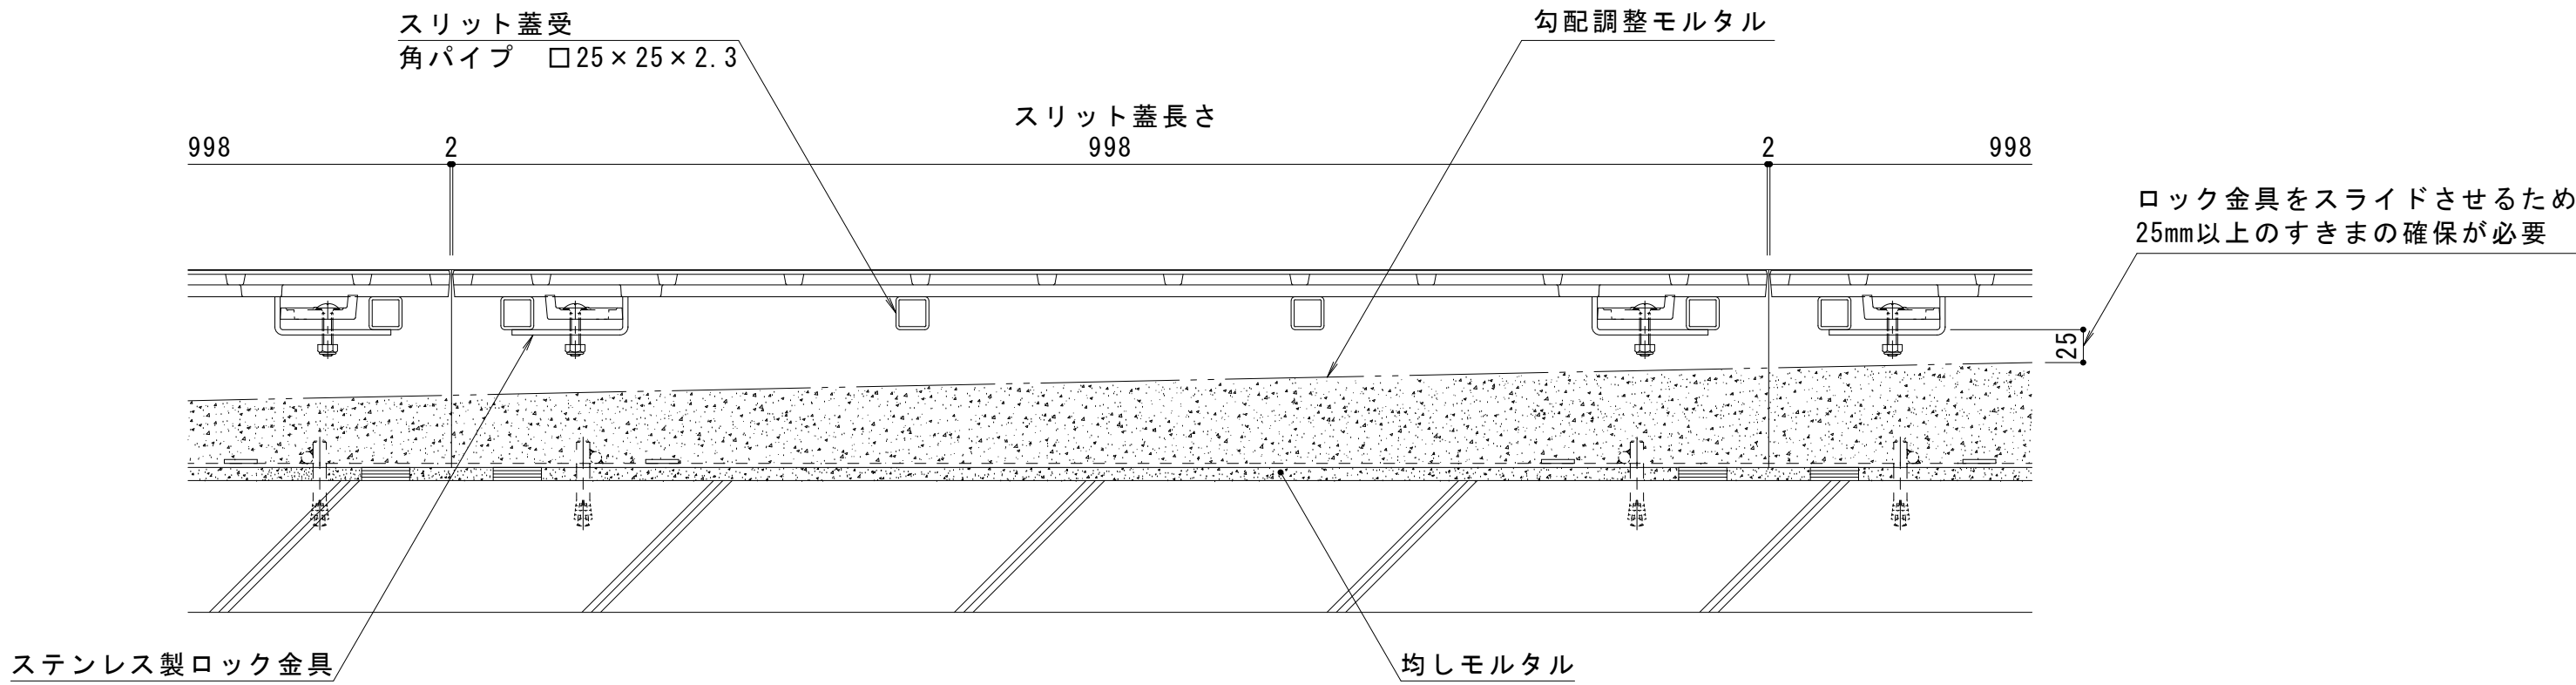 スリット蓋受
角パイプ □25×25×2.3
勾配調整モルタル
スリット蓋長さ
998 2 998 2 998
ロック金具をスライドさせるため
25mm以上のすきまの確保が必要
25
ステンレス製ロック金具
均しモルタル